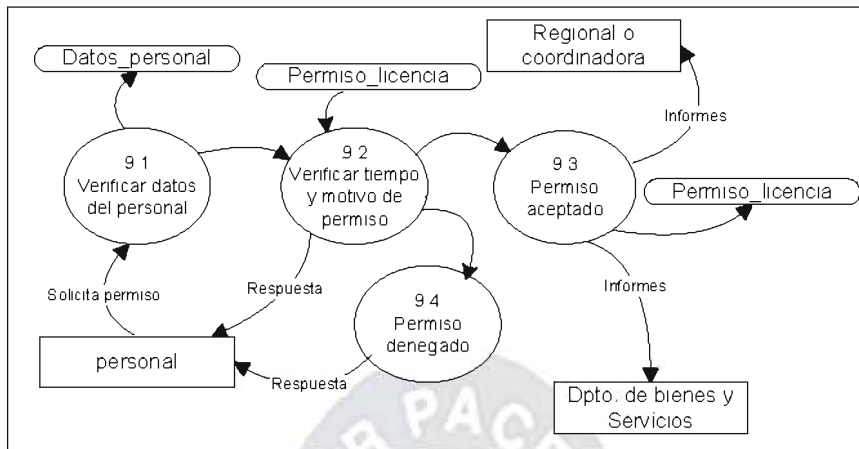 Datos_personal
Permiso_licencia
Regional o
coordinadora
Informes
9 1
Verificar datos
del personal
9 2
Verificar tiempo
y motivo de
permiso
9 3
Permiso
aceptado
Permiso_licencia
Solicita permiso
Respuesta
Informes
9 4
Permiso
denegado
personal
Respuesta
Dpto. de bienes y
Servicios